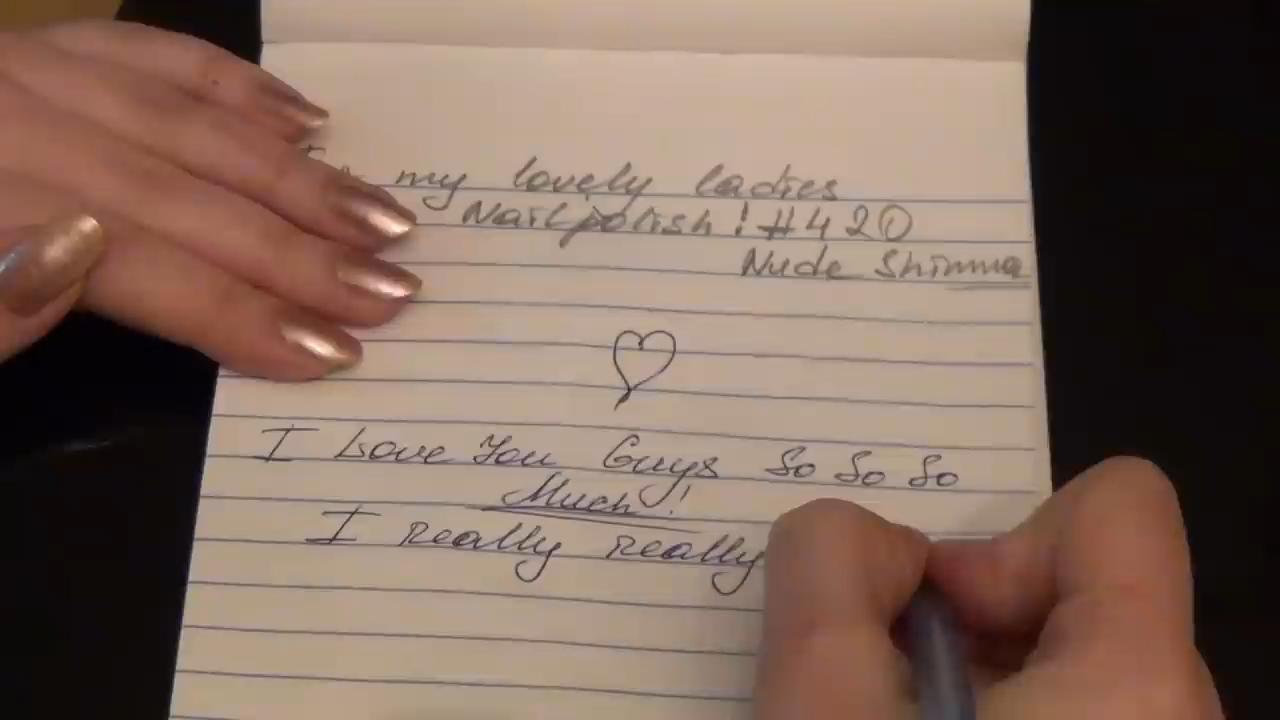 my lovely ladies
Nailpolish! #420
Nude Shimma
I Love You Guys So So So
Much!
I really really